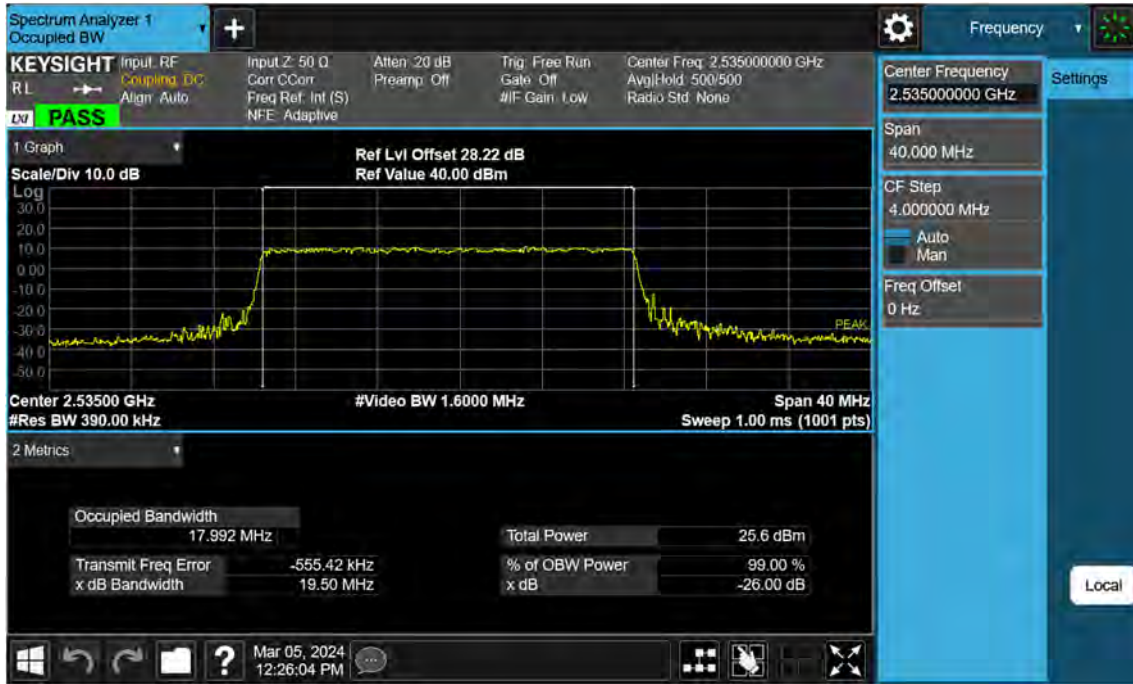 Spectrum Analyzer 1
Occupied BW
+
Frequency
KEYSIGHT
RL
LXI
PASS
Input: RF
Coupling: DC
Align: Auto
Input Z: 50 Ω
Corr CCorr
Freq Ref: Int (S)
NFE: Adaptive
Atten: 20 dB
Preamp: Off
Trig: Free Run
Gate: Off
#IF Gain: Low
Center Freq: 2.535000000 GHz
Avg|Hold: 500/500
Radio Std: None
1 Graph
Scale/Div 10.0 dB
Ref Lvl Offset 28.22 dB
Ref Value 40.00 dBm
Log
30.0
20.0
10.0
0.00
-10.0
-20.0
-30.0
-40.0
-50.0
PEAK
Center 2.53500 GHz
#Video BW 1.6000 MHz
Span 40 MHz
#Res BW 390.00 kHz
Sweep 1.00 ms (1001 pts)
2 Metrics
Occupied Bandwidth
17.992 MHz
Total Power 25.6 dBm
Transmit Freq Error -555.42 kHz
% of OBW Power 99.00 %
x dB Bandwidth 19.50 MHz
x dB -26.00 dB
Center Frequency
2.535000000 GHz
Settings
Span
40.000 MHz
CF Step
4.000000 MHz
Auto
Man
Freq Offset
0 Hz
Local
?
Mar 05, 2024
12:26:04 PM